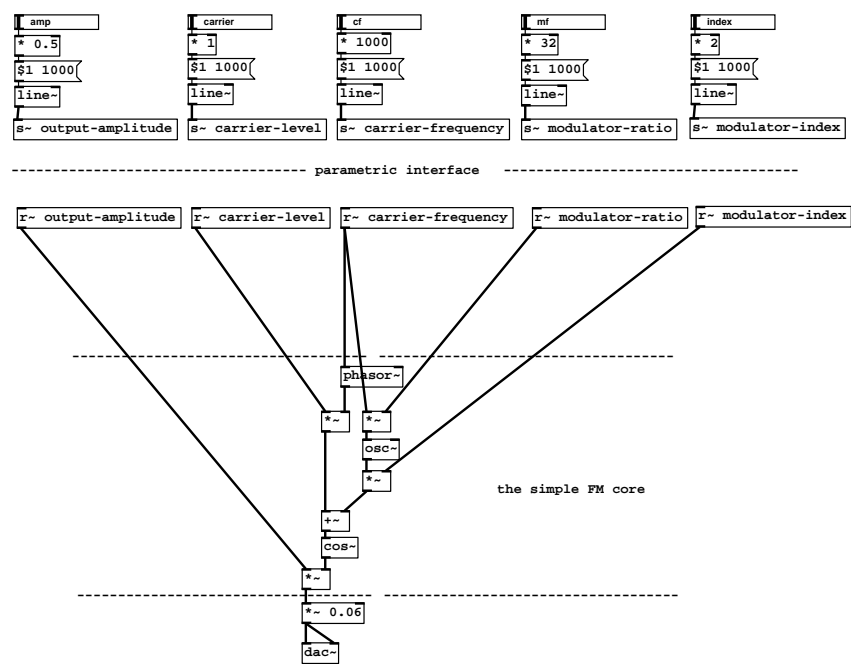 amp carrier cf mf index
* 0.5 * 1 * 1000 * 32 * 2
$1 1000 $1 1000 $1 1000 $1 1000 $1 1000
line~ line~ line~ line~ line~
s~ output-amplitude s~ carrier-level s~ carrier-frequency s~ modulator-ratio s~ modulator-index
parametric interface
r~ output-amplitude r~ carrier-level r~ carrier-frequency r~ modulator-ratio r~ modulator-index
phasor~
*~ *~
osc~
*~
the simple FM core
+~
cos~
*~
*~ 0.06
dac~